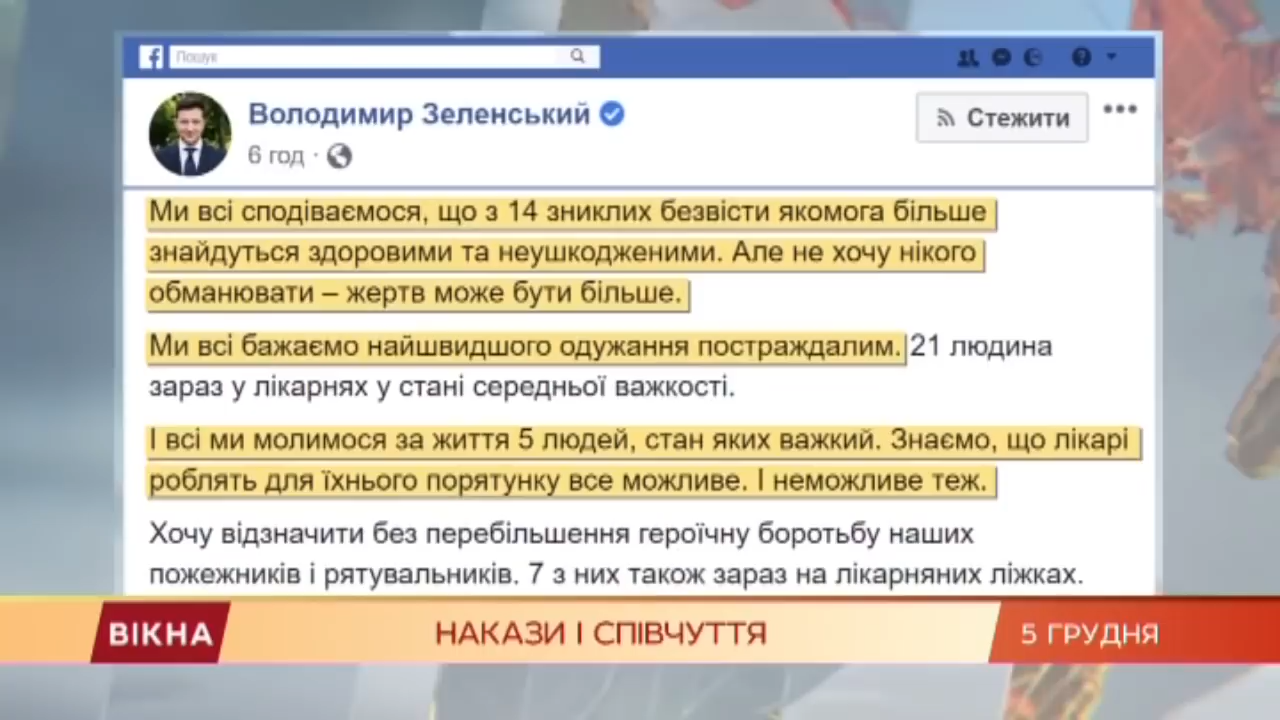 Пошук
Володимир Зеленський
6 год ·
Стежити
Ми всі сподіваємося, що з 14 зниклих безвісти якомога більше
знайдуться здоровими та неушкодженими. Але не хочу нікого
обманювати – жертв може бути більше.
Ми всі бажаємо найшвидшого одужання постраждалим. 21 людина
зараз у лікарнях у стані середньої важкості.
І всі ми молимося за життя 5 людей, стан яких важкий. Знаємо, що лікарі
роблять для їхнього порятунку все можливе. І неможливе теж.
Хочу відзначити без перебільшення героїчну боротьбу наших
пожежників і рятувальників. 7 з них також зараз на лікарняних ліжках.
ВІКНА
НАКАЗИ І СПІВЧУТТЯ
5 ГРУДНЯ